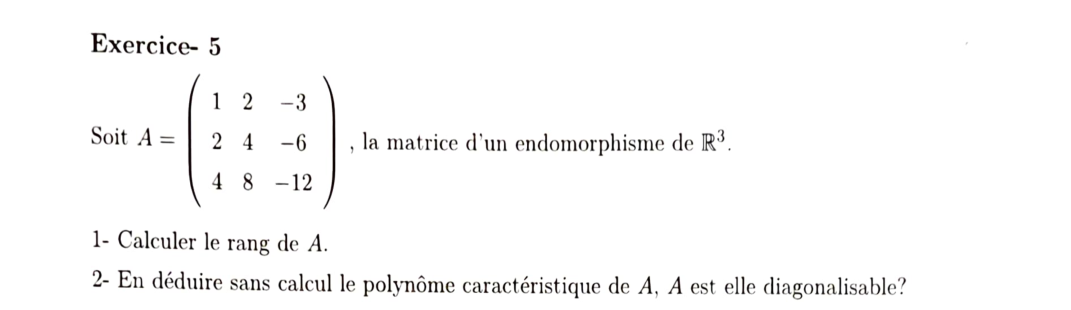 Exercice- 5
Soit A = ( 1 2 −3
2 4 −6
4 8 −12 ) , la matrice d'un endomorphisme de ℝ³.
1- Calculer le rang de A.
2- En déduire sans calcul le polynôme caractéristique de A, A est elle diagonalisable?